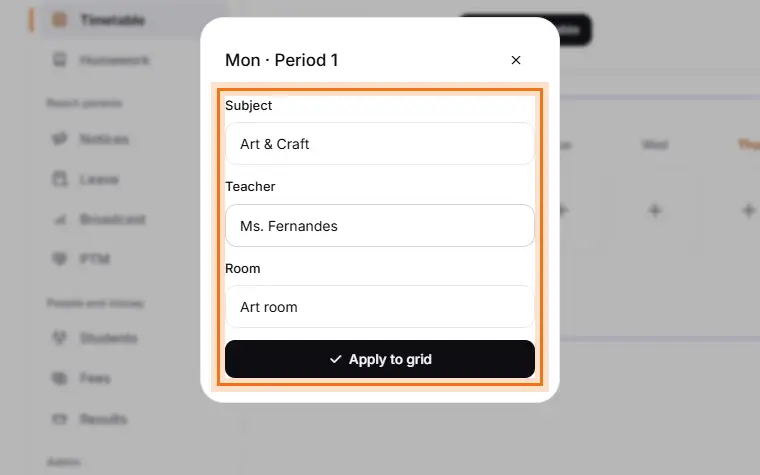 Timetable
Homework
Reach parents
Notices
Leave
Broadcast
PTM
People and money
Students
Fees
Results
Admin
Mon · Period 1
Subject
Art & Craft
Teacher
Ms. Fernandes
Room
Art room
Apply to grid
Wed
Thu